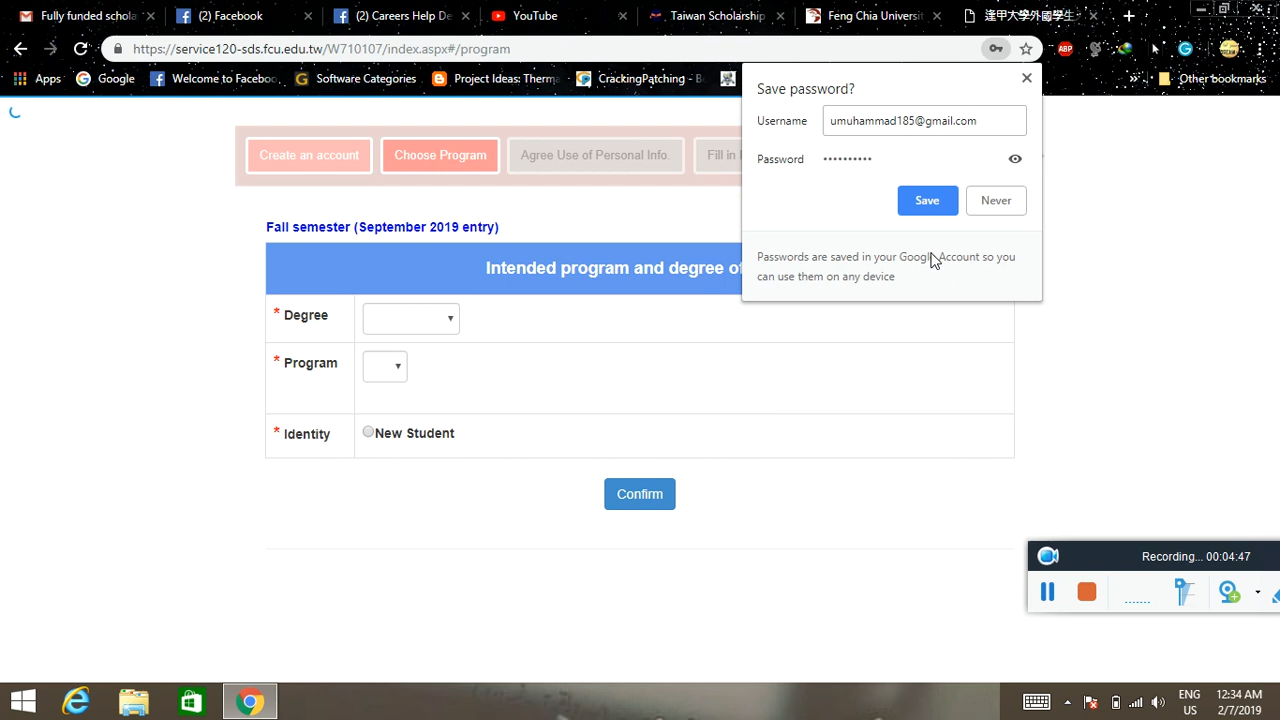 Fully funded schola
(2) Facebook
(2) Careers Help De
YouTube
Taiwan Scholarship
Feng Chia Universit
逢甲大學外國學生
https://service120-sds.fcu.edu.tw/W710107/index.aspx#/program
ABP
Apps
Google
Welcome to Faceboo
Software Categories
Project Ideas: Therma
CrackingPatching - B
Other bookmarks
Save password?
Username
umuhammad185@gmail.com
Password
••••••••••
Save
Never
Passwords are saved in your Google Account so you
can use them on any device
Create an account
Choose Program
Agree Use of Personal Info.
Fill in
Fall semester (September 2019 entry)
Intended program and degree o
* Degree
* Program
* Identity
New Student
Confirm
Recording... 00:04:47
ENG
US
12:34 AM
2/7/2019